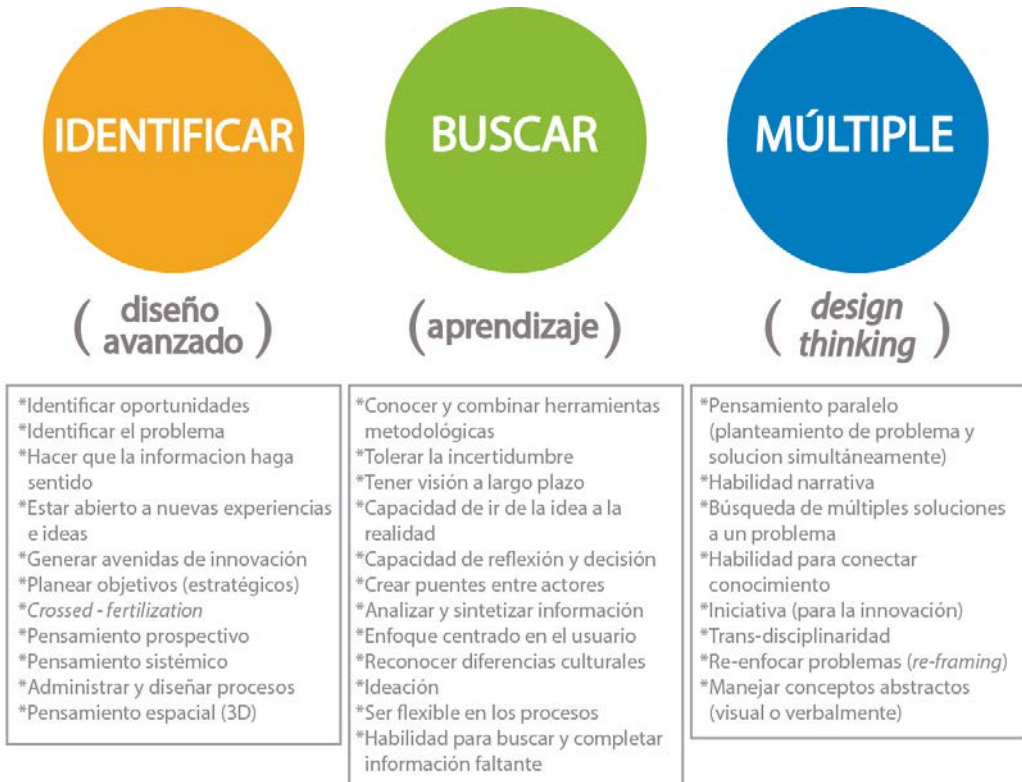 IDENTIFICAR
(diseño
avanzado)
*Identificar oportunidades
*Identificar el problema
*Hacer que la informacion haga
sentido
*Estar abierto a nuevas experiencias
e ideas
*Generar avenidas de innovación
*Planear objetivos (estratégicos)
*Crossed - fertilization
*Pensamiento prospectivo
*Pensamiento sistémico
*Administrar y diseñar procesos
*Pensamiento espacial (3D)
BUSCAR
(aprendizaje)
*Conocer y combinar herramientas
metodológicas
*Tolerar la incertidumbre
*Tener visión a largo plazo
*Capacidad de ir de la idea a la
realidad
*Capacidad de reflexión y decisión
*Crear puentes entre actores
*Analizar y sintetizar información
*Enfoque centrado en el usuario
*Reconocer diferencias culturales
*Ideación
*Ser flexible en los procesos
*Habilidad para buscar y completar
información faltante
MÚLTIPLE
(design
thinking)
*Pensamiento paralelo
(planteamiento de problema y
solucion simultáneamente)
*Habilidad narrativa
*Búsqueda de múltiples soluciones
a un problema
*Habilidad para conectar
conocimiento
*Iniciativa (para la innovación)
*Trans-disciplinaridad
*Re-enfocar problemas (re-framing)
*Manejar conceptos abstractos
(visual o verbalmente)